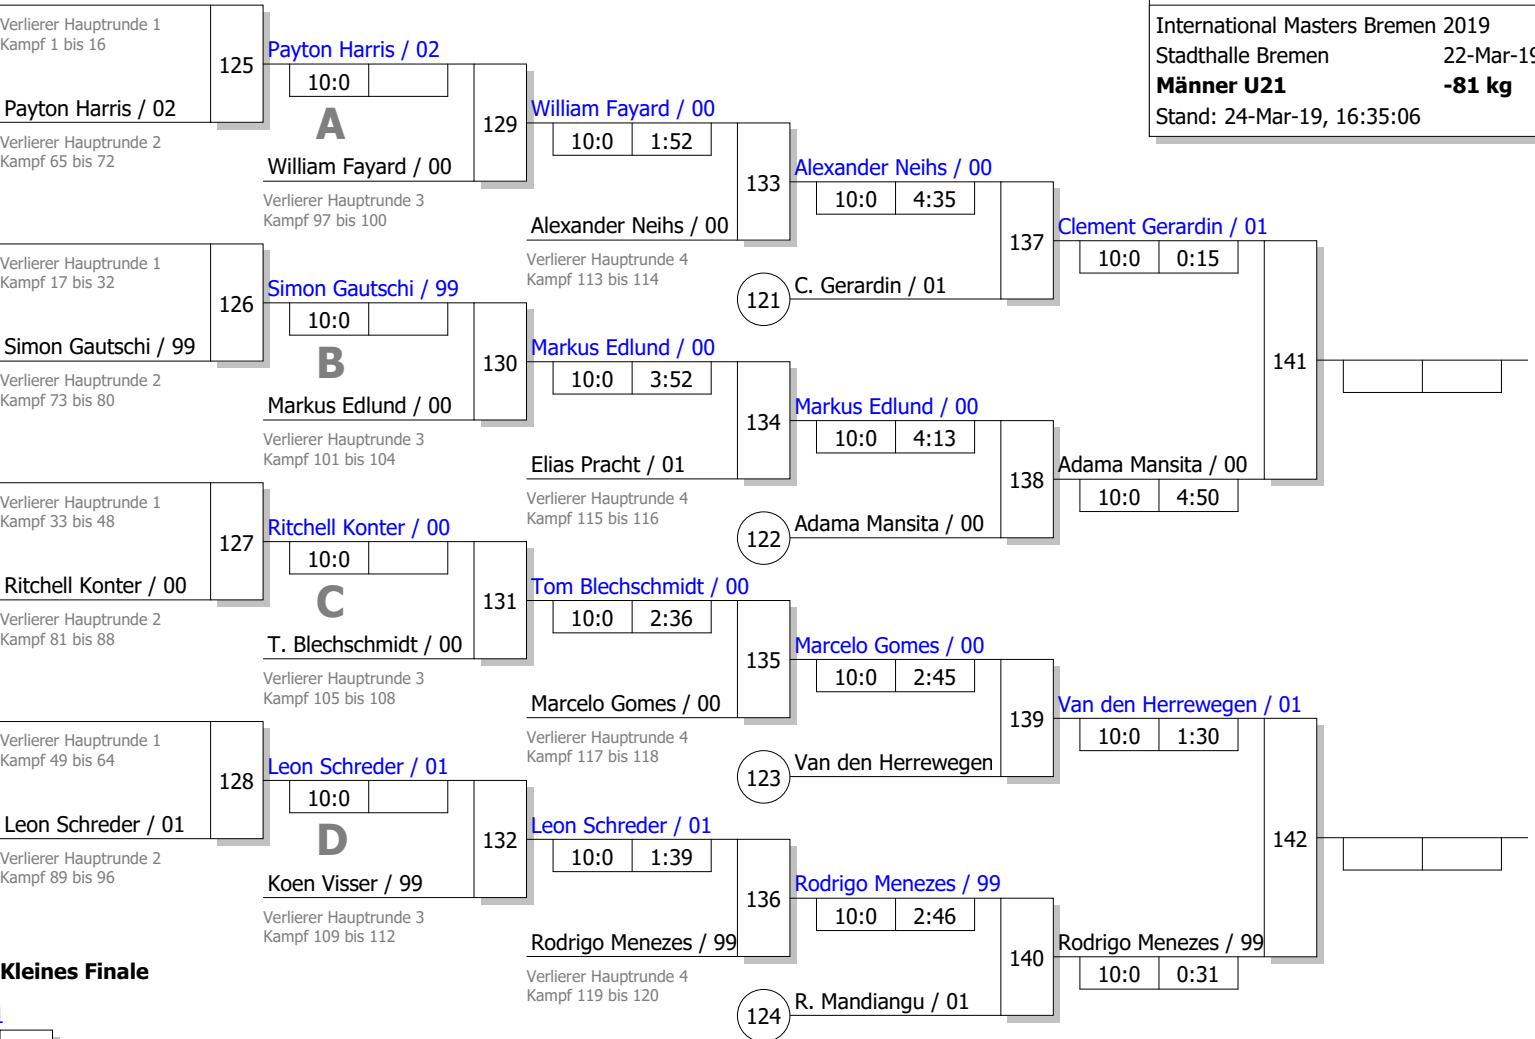 International Masters Bremen 2019
Stadthalle Bremen 22-Mar-19
Männer U21 -81 kg
Stand: 24-Mar-19, 16:35:06
Verlierer Hauptrunde 1
Kampf 1 bis 16
125
Payton Harris / 02
Verlierer Hauptrunde 2
Kampf 65 bis 72
Verlierer Hauptrunde 1
Kampf 17 bis 32
126
Simon Gautschi / 99
Verlierer Hauptrunde 2
Kampf 73 bis 80
Verlierer Hauptrunde 1
Kampf 33 bis 48
127
Ritchell Konter / 00
Verlierer Hauptrunde 2
Kampf 81 bis 88
Verlierer Hauptrunde 1
Kampf 49 bis 64
128
Leon Schreder / 01
Verlierer Hauptrunde 2
Kampf 89 bis 96
Payton Harris / 02
10:0
A
129
William Fayard / 00
Verlierer Hauptrunde 3
Kampf 97 bis 100
Simon Gautschi / 99
10:0
B
130
Markus Edlund / 00
Verlierer Hauptrunde 3
Kampf 101 bis 104
Ritchell Konter / 00
10:0
C
131
T. Blechschmidt / 00
Verlierer Hauptrunde 3
Kampf 105 bis 108
Leon Schreder / 01
10:0
D
132
Koen Visser / 99
Verlierer Hauptrunde 3
Kampf 109 bis 112
William Fayard / 00
10:0 1:52
133
Alexander Neihs / 00
Verlierer Hauptrunde 4
Kampf 113 bis 114
Markus Edlund / 00
10:0 3:52
134
Elias Pracht / 01
Verlierer Hauptrunde 4
Kampf 115 bis 116
Tom Blechschmidt / 00
10:0 2:36
135
Marcelo Gomes / 00
Verlierer Hauptrunde 4
Kampf 117 bis 118
Leon Schreder / 01
10:0 1:39
136
Rodrigo Menezes / 99
Verlierer Hauptrunde 4
Kampf 119 bis 120
Alexander Neihs / 00
10:0 4:35
137
121 C. Gerardin / 01
Markus Edlund / 00
10:0 4:13
138
122 Adama Mansita / 00
Marcelo Gomes / 00
10:0 2:45
139
123 Van den Herrewegen
Rodrigo Menezes / 99
10:0 2:46
140
124 R. Mandiangu / 01
Clement Gerardin / 01
10:0 0:15
141
Adama Mansita / 00
10:0 4:50
Van den Herrewegen / 01
10:0 1:30
142
Rodrigo Menezes / 99
10:0 0:31
Kleines Finale